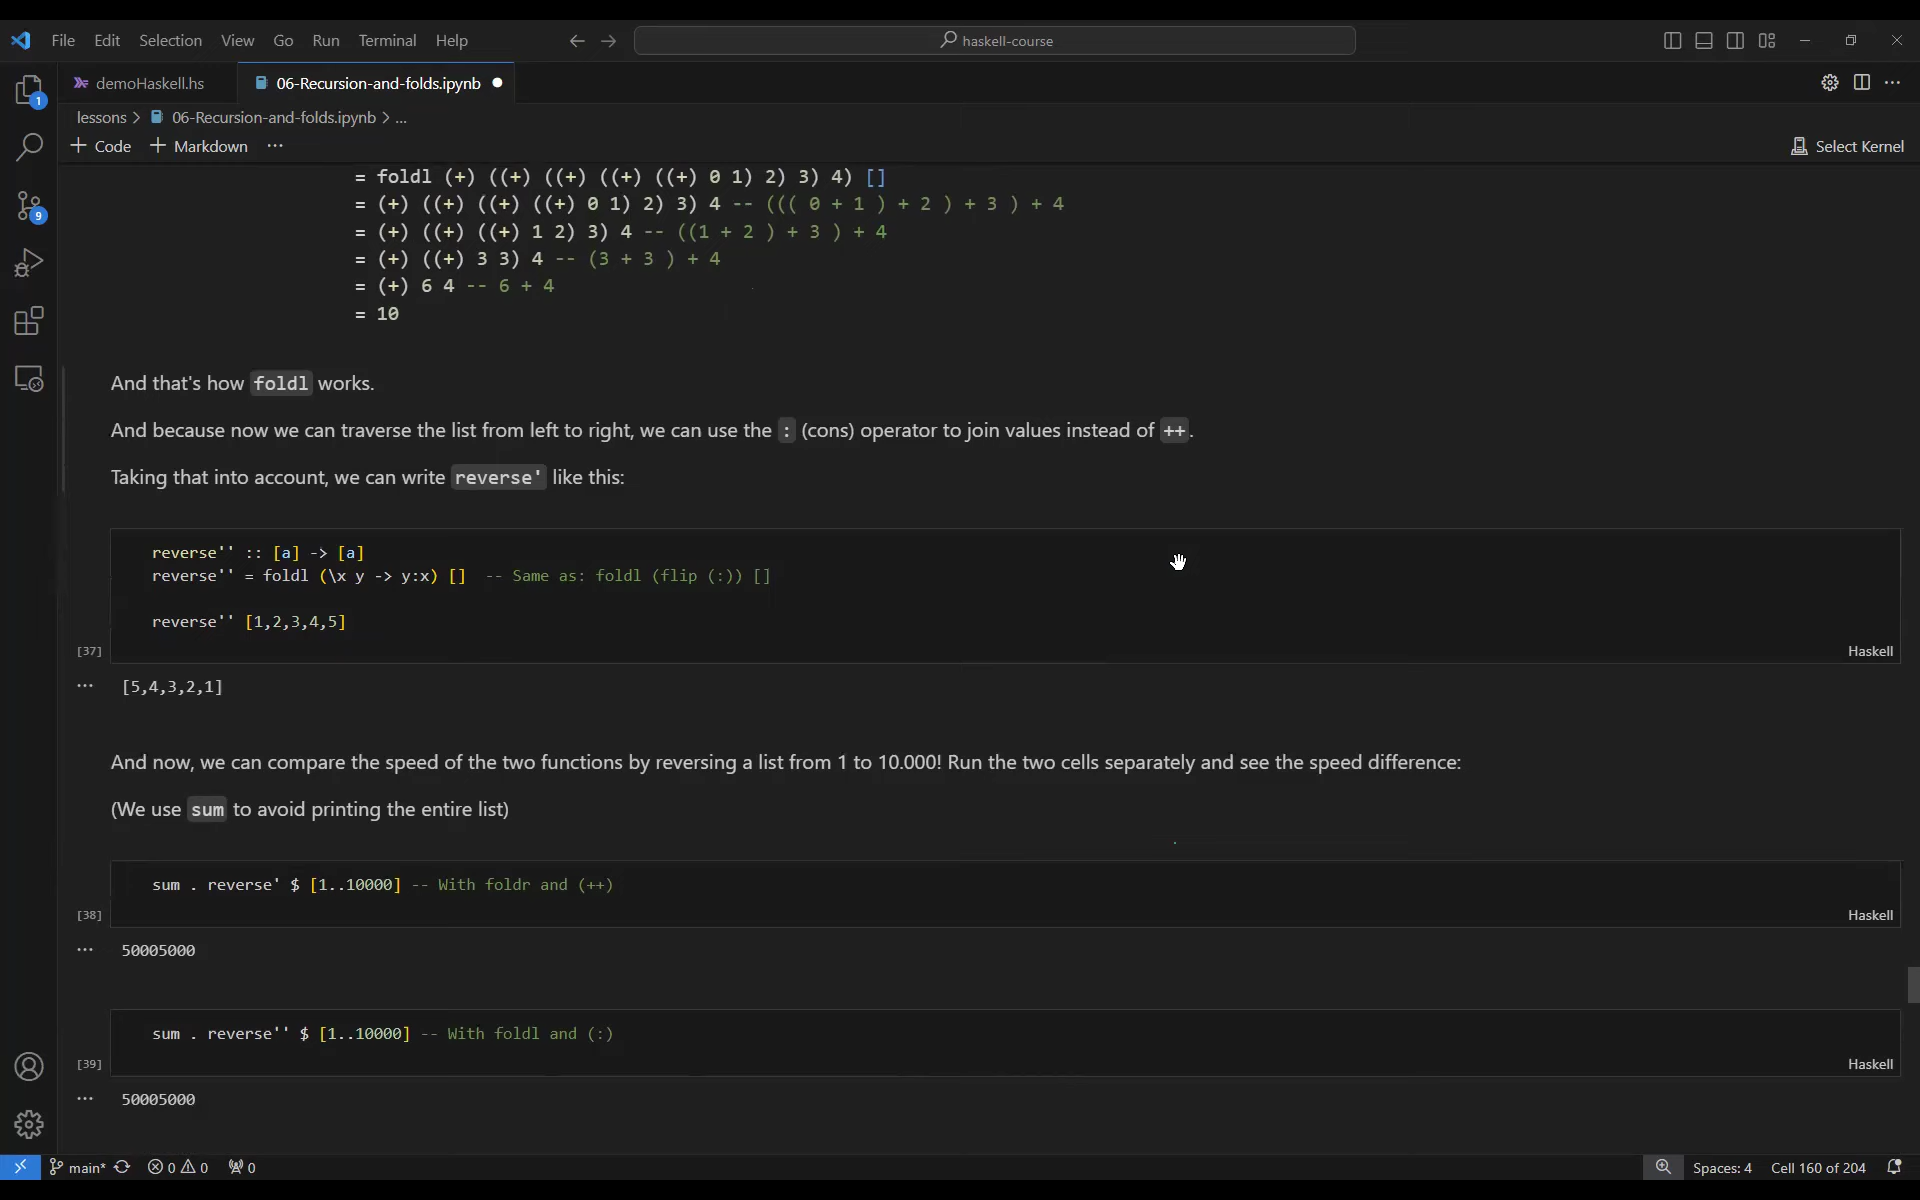 File Edit Selection View Go Run Terminal Help haskell-course
demoHaskell.hs 06-Recursion-and-folds.ipynb
lessons > 06-Recursion-and-folds.ipynb > ...
+ Code + Markdown ... Select Kernel
= foldl (+) ((+) ((+) ((+) ((+) 0 1) 2) 3) 4) []
= (+) ((+) ((+) ((+) 0 1) 2) 3) 4 -- ((( 0 + 1 ) + 2 ) + 3 ) + 4
= (+) ((+) ((+) 1 2) 3) 4 -- ((1 + 2 ) + 3 ) + 4
= (+) ((+) 3 3) 4 -- (3 + 3 ) + 4
= (+) 6 4 -- 6 + 4
= 10
And that's how foldl works.
And because now we can traverse the list from left to right, we can use the : (cons) operator to join values instead of ++.
Taking that into account, we can write reverse' like this:
reverse'' :: [a] -> [a]
reverse'' = foldl (\x y -> y:x) [] -- Same as: foldl (flip (:)) []
reverse'' [1,2,3,4,5]
[37] Haskell
... [5,4,3,2,1]
And now, we can compare the speed of the two functions by reversing a list from 1 to 10.000! Run the two cells separately and see the speed difference:
(We use sum to avoid printing the entire list)
sum . reverse' $ [1..10000] -- With foldr and (++)
[38] Haskell
... 50005000
sum . reverse'' $ [1..10000] -- With foldl and (:)
[39] Haskell
... 50005000
1
9
main* 0 0 0 Spaces: 4 Cell 160 of 204